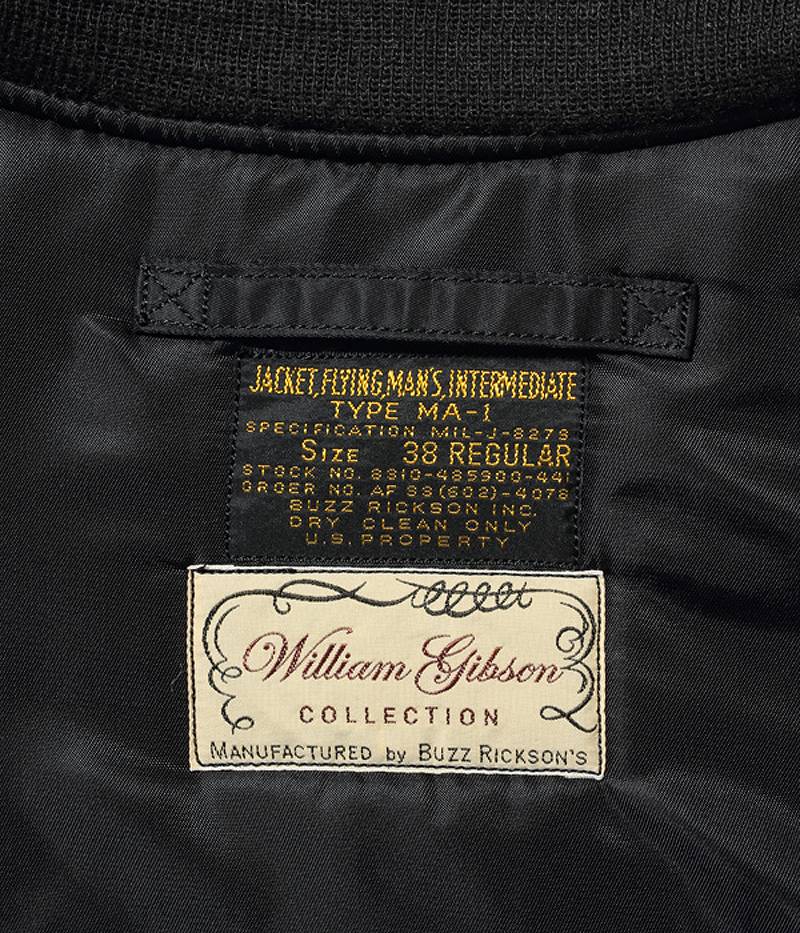 JACKET, FLYING, MAN'S, INTERMEDIATE
TYPE MA-1
SPECIFICATION MIL-J-8279
SIZE 38 REGULAR
STOCK NO. 8810-485900-441
ORDER NO. AF 33(602)-4078
BUZZ RICKSON INC.
DRY CLEAN ONLY
U.S. PROPERTY
William Gibson
COLLECTION
MANUFACTURED by BUZZ RICKSON'S